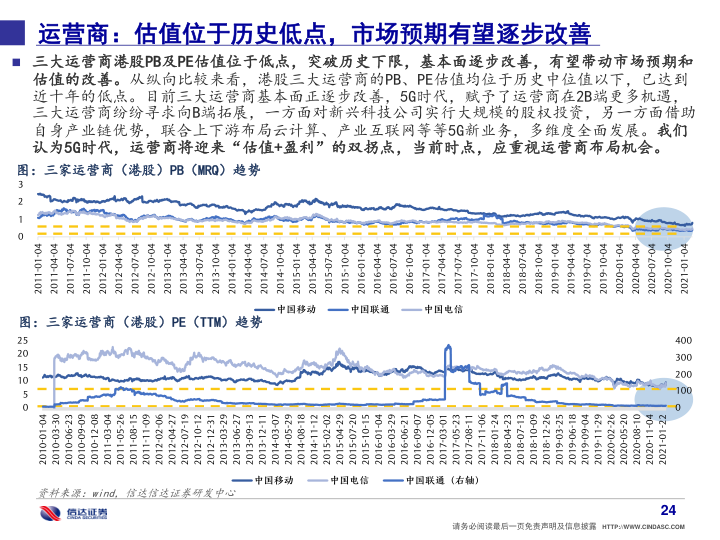 运营商：估值位于历史低点，市场预期有望逐步改善
三大运营商港股PB及PE估值位于低点，突破历史下限，基本面逐步改善，有望带动市场预期和
估值的改善。从纵向比较来看，港股三大运营商的PB、PE估值均位于历史中位值以下，已达到
近十年的低点。目前三大运营商基本面正逐步改善，5G时代，赋予了运营商在2B端更多机遇，
三大运营商纷纷寻求向B端拓展，一方面对新兴科技公司实行大规模的股权投资，另一方面借助
自身产业链优势，联合上下游布局云计算、产业互联网等等5G新业务，多维度全面发展。我们
认为5G时代，运营商将迎来“估值+盈利”的双拐点，当前时点，应重视运营商布局机会。
图：三家运营商（港股）PB（MRQ）趋势
3
2
1
0
2011-01-04 2011-04-04 2011-07-04 2011-10-04 2012-01-04 2012-04-04 2012-07-04 2012-10-04 2013-01-04 2013-04-04 2013-07-04 2013-10-04 2014-01-04 2014-04-04 2014-07-04 2014-10-04 2015-01-04 2015-04-04 2015-07-04 2015-10-04 2016-01-04 2016-04-04 2016-07-04 2016-10-04 2017-01-04 2017-04-04 2017-07-04 2017-10-04 2018-01-04 2018-04-04 2018-07-04 2018-10-04 2019-01-04 2019-04-04 2019-07-04 2019-10-04 2020-01-04 2020-04-04 2020-07-04 2020-10-04 2021-01-04
中国移动 中国联通 中国电信
图：三家运营商（港股）PE（TTM）趋势
25 400
20 300
15 200
10 100
5 0
0
2010-01-04 2010-03-30 2010-06-23 2010-09-09 2010-12-08 2011-03-04 2011-05-26 2011-08-15 2011-11-09 2012-02-06 2012-04-27 2012-07-19 2012-10-12 2012-12-31 2013-03-25 2013-06-27 2013-09-13 2013-12-11 2014-03-07 2014-05-29 2014-08-18 2014-11-12 2015-02-02 2015-04-29 2015-07-20 2015-10-15 2016-01-04 2016-03-29 2016-06-21 2016-09-07 2016-12-05 2017-03-01 2017-05-23 2017-08-11 2017-11-06 2018-01-24 2018-04-23 2018-07-13 2018-10-09 2018-12-26 2019-03-25 2019-06-18 2019-09-04 2019-11-29 2020-02-26 2020-05-20 2020-08-10 2020-11-04 2021-01-22
中国移动 中国电信 中国联通（右轴）
资料来源：wind，信达信达证券研发中心
信达证券
CINDA SECURITIES
24
请务必阅读最后一页免责声明及信息披露 HTTP://WWW.CINDASC.COM